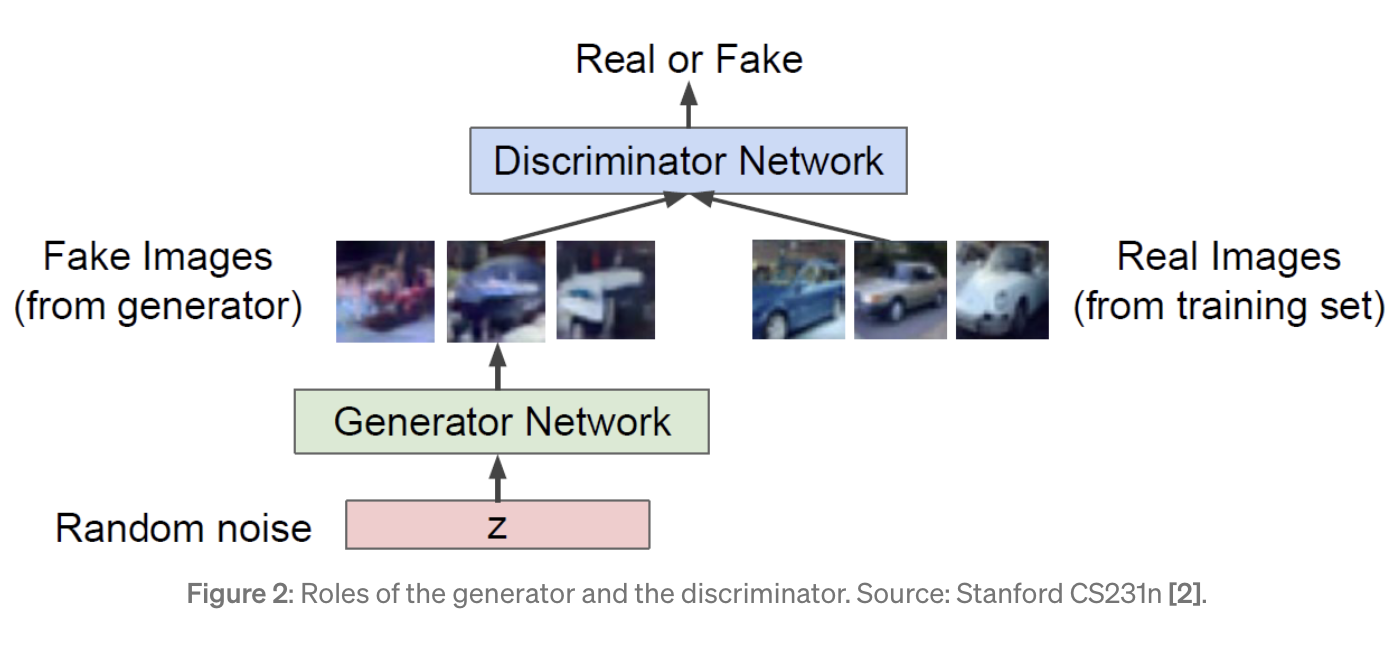 Real or Fake
Discriminator Network
Fake Images
(from generator)
Real Images
(from training set)
Generator Network
Random noise
z
Figure 2: Roles of the generator and the discriminator. Source: Stanford CS231n [2].